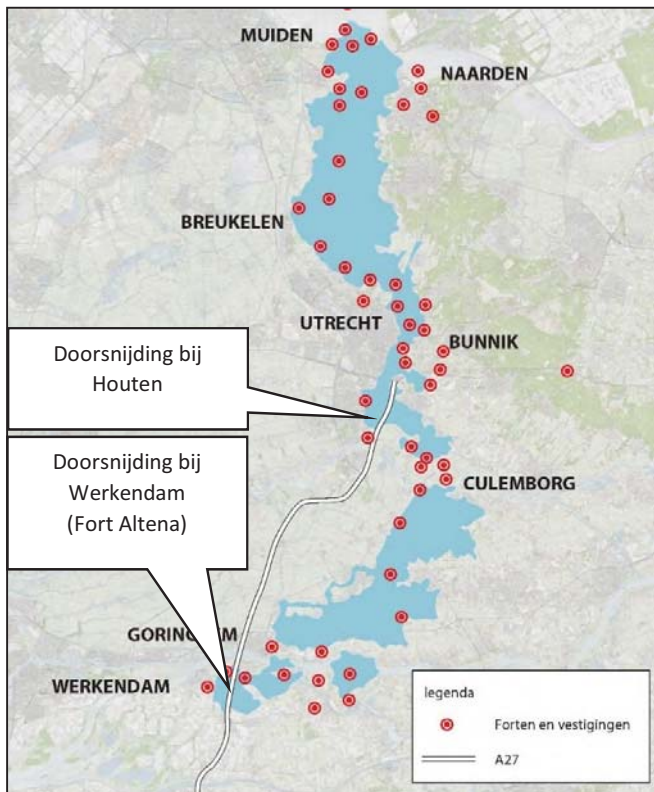 MUIDEN
NAARDEN
BREUKELEN
UTRECHT
BUNNIK
Doorsnijding bij
Houten
Doorsnijding bij
Werkendam
(Fort Altena)
CULEMBORG
GORINCHEM
WERKENDAM
legenda
Forten en vestigingen
A27